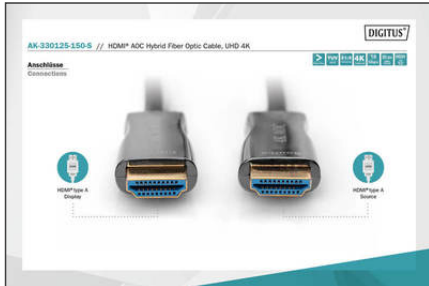 DIGITUS®
AK-330125-150-S // HDMI® AOC Hybrid Fiber Optic Cable, UHD 4K
Anschlüsse
Connections
4K
HDMI® type A
Display
HDMI® type A
Source